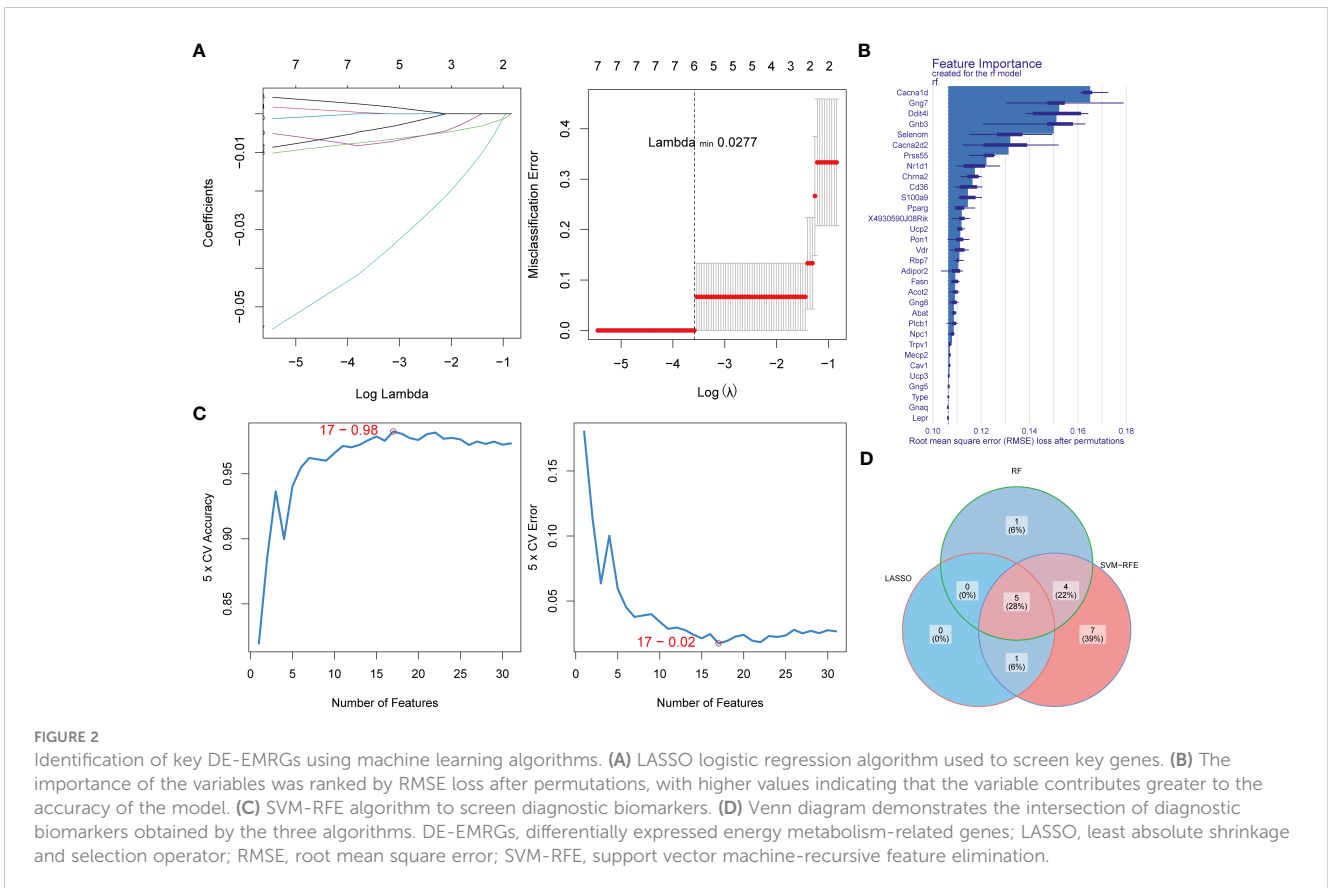 A
7 7 5 3 2
−0.01
−0.03
−0.05
Coefficients
−5 −4 −3 −2 −1
Log Lambda
7 7 7 7 7 6 5 5 5 4 3 2 2
Lambda min 0.0277
0.4
0.3
0.2
0.1
0.0
Misclassification Error
−5 −4 −3 −2 −1
Log (λ)
B
Feature Importance
created for the rf model
rf
Cacna1d
Gng7
Ddit4l
Gnb3
Selenom
Cacna2d2
Prss55
Nr1d1
Chrna2
Cd36
S100a9
Pparg
X4930590J08Rik
Ucp2
Pon1
Vdr
Rbp7
Adipor2
Fasn
Acot2
Gng8
Abat
Plcb1
Npc1
Trpv1
Mecp2
Cav1
Ucp3
Gng5
Type
Gnaq
Lepr
0.10 0.12 0.14 0.16 0.18
Root mean square error (RMSE) loss after permutations
C
17 − 0.98
0.95
0.90
0.85
5 x CV Accuracy
0 5 10 15 20 25 30
Number of Features
17 − 0.02
0.15
0.10
0.05
5 x CV Error
0 5 10 15 20 25 30
Number of Features
D
RF
1
(6%)
LASSO
SVM−RFE
0
(0%)
4
(22%)
5
(28%)
0
(0%)
7
(39%)
1
(6%)
FIGURE 2
Identification of key DE-EMRGs using machine learning algorithms. (A) LASSO logistic regression algorithm used to screen key genes. (B) The
importance of the variables was ranked by RMSE loss after permutations, with higher values indicating that the variable contributes greater to the
accuracy of the model. (C) SVM-RFE algorithm to screen diagnostic biomarkers. (D) Venn diagram demonstrates the intersection of diagnostic
biomarkers obtained by the three algorithms. DE-EMRGs, differentially expressed energy metabolism-related genes; LASSO, least absolute shrinkage
and selection operator; RMSE, root mean square error; SVM-RFE, support vector machine-recursive feature elimination.